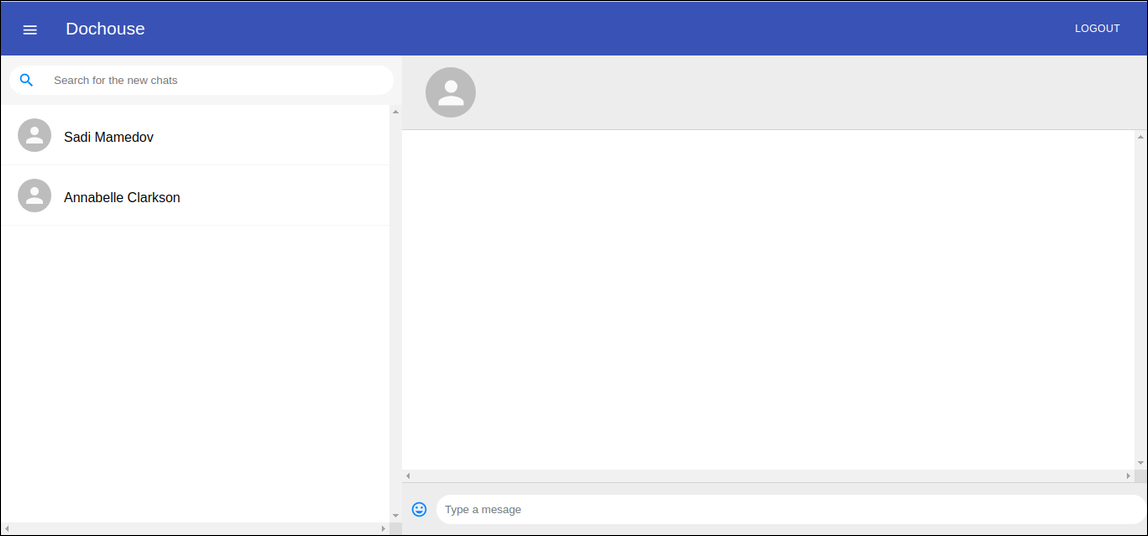 Dochouse
LOGOUT
Search for the new chats
Sadi Mamedov
Annabelle Clarkson
Type a mesage